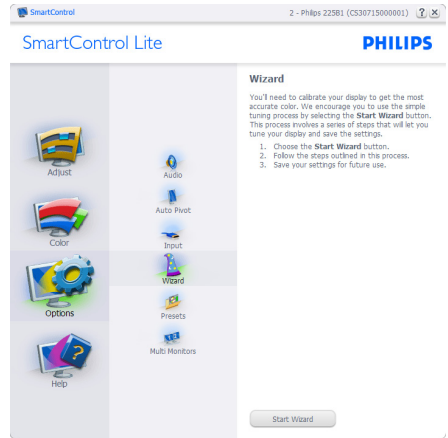 SmartControl
2 - Philips 225B1 (CS30715000001)
? X
SmartControl Lite
PHILIPS
Adjust
Color
Options
Help
Audio
Auto Pivot
Input
Wizard
Presets
Multi Monitors
Wizard
You'll need to calibrate your display to get the most
accurate color. We encourage you to use the simple
tuning process by selecting the Start Wizard button.
This process involves a series of steps that will let you
tune your display and save the settings.
1. Choose the Start Wizard button.
2. Follow the steps outlined in this process.
3. Save your settings for future use.
Start Wizard